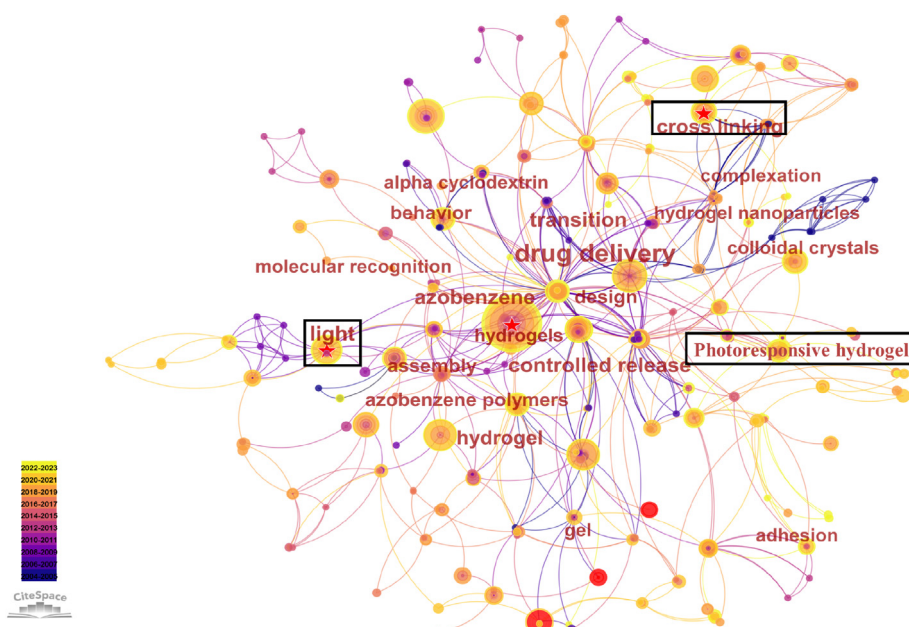 cross linking
complexation
alpha cyclodextrin
behavior
transition
hydrogel nanoparticles
drug delivery
colloidal crystals
molecular recognition
azobenzene
design
light
hydrogels
Photoresponsive hydrogel
assembly
controlled release
azobenzene polymers
hydrogel
gel
adhesion
2022-2023
2020-2021
2018-2019
2016-2017
2014-2015
2012-2013
2010-2011
2008-2009
2006-2007
2004-2005
CiteSpace